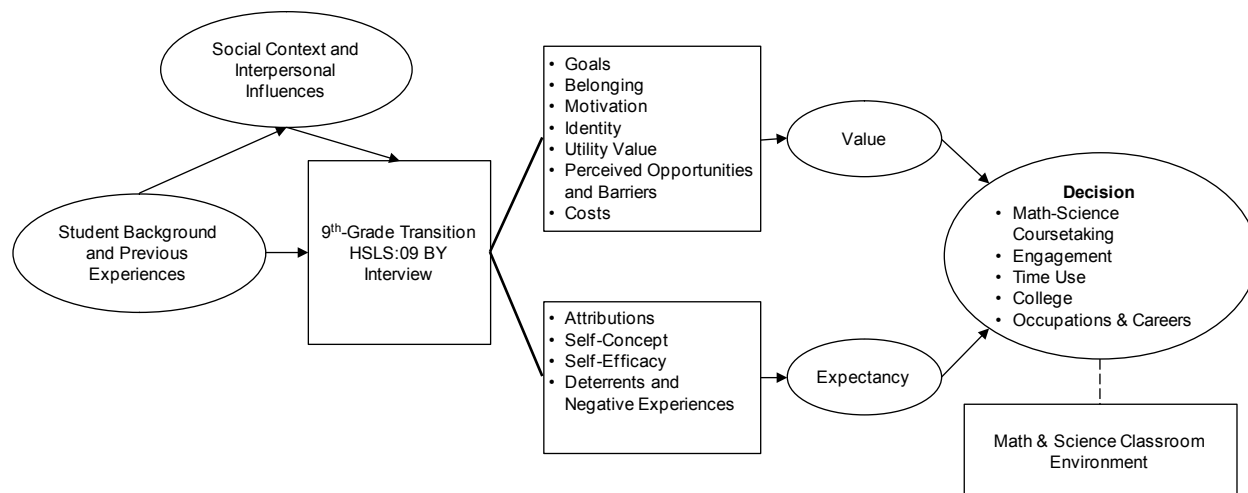 Social Context and
Interpersonal
Influences
Student Background
and Previous
Experiences
9th-Grade Transition
HSLS:09 BY
Interview
• Goals
• Belonging
• Motivation
• Identity
• Utility Value
• Perceived Opportunities
and Barriers
• Costs
• Attributions
• Self-Concept
• Self-Efficacy
• Deterrents and
Negative Experiences
Value
Expectancy
Decision
• Math-Science
Coursetaking
• Engagement
• Time Use
• College
• Occupations & Careers
Math & Science Classroom
Environment